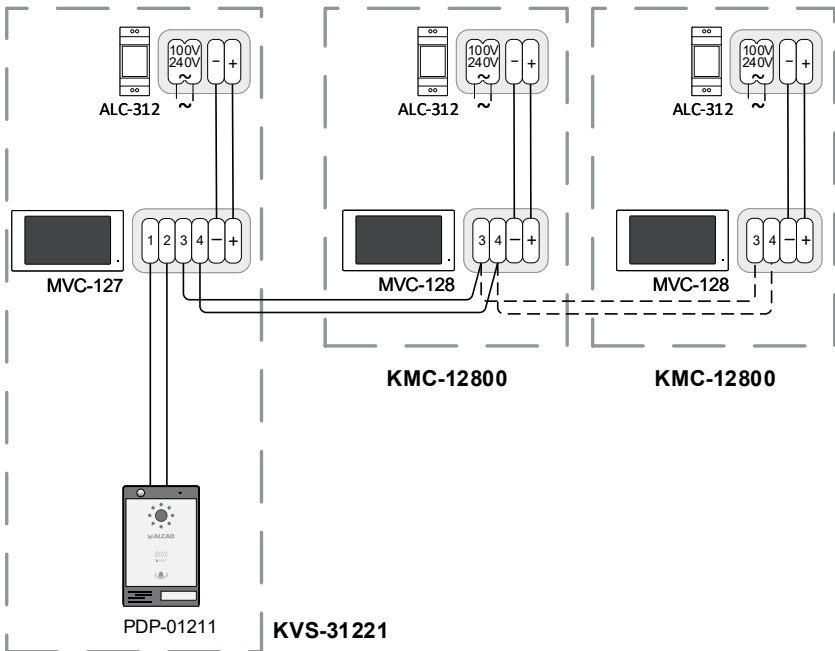 100V
240V
~
- +
ALC-312
~
100V
240V
~
- +
ALC-312
~
100V
240V
~
- +
ALC-312
~
1 2 3 4 - +
MVC-127
3 4 - +
MVC-128
3 4 - +
MVC-128
KMC-12800
KMC-12800
ALCAD
PDP-01211
KVS-31221